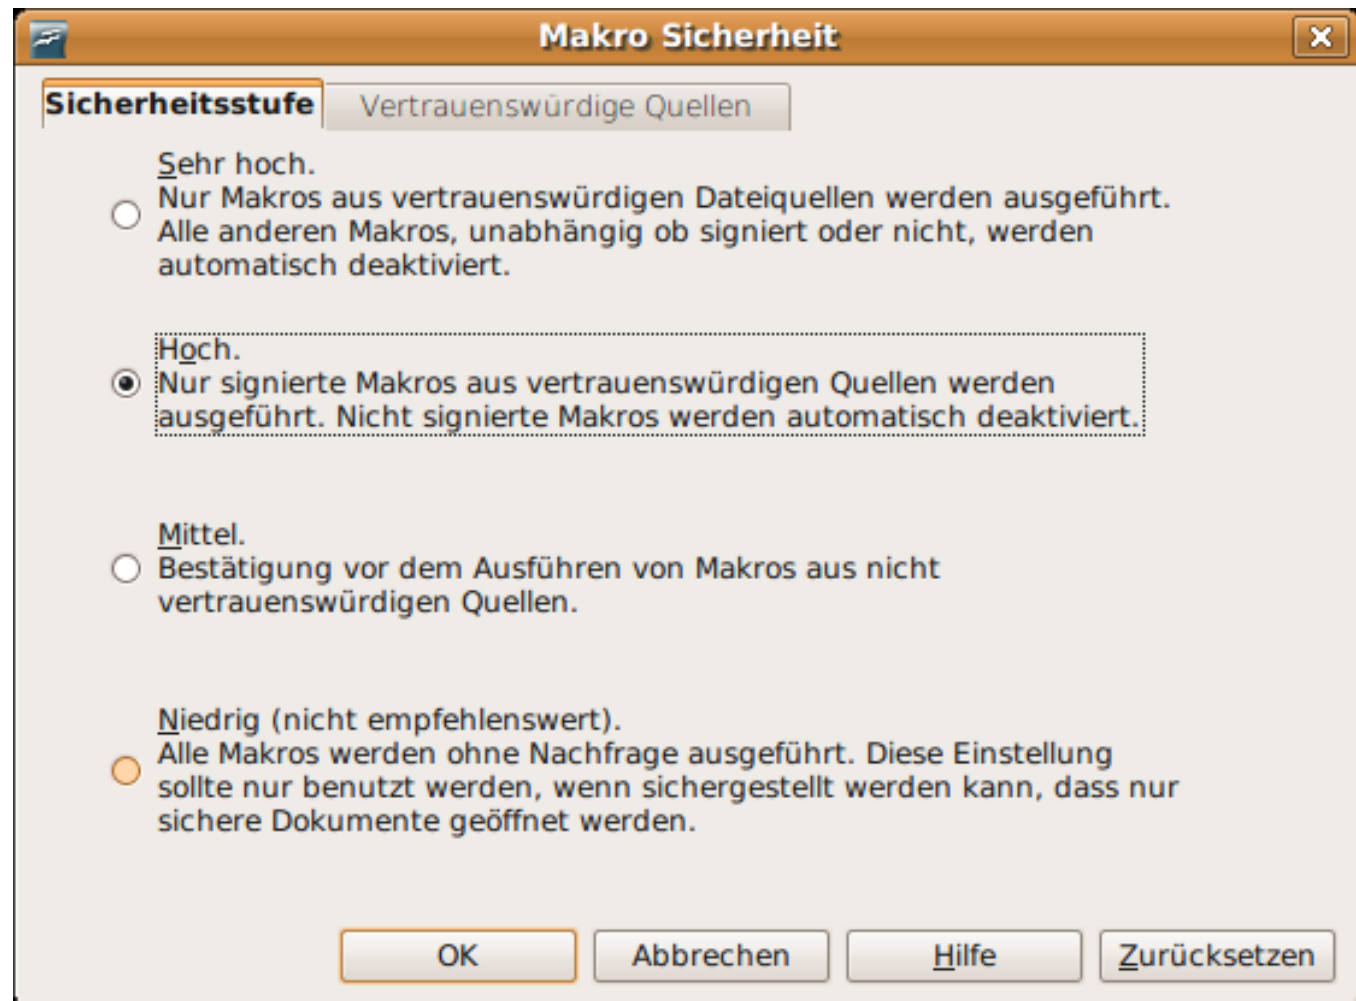 Makro Sicherheit
Sicherheitsstufe
Vertrauenswürdige Quellen
Sehr hoch.
Nur Makros aus vertrauenswürdigen Dateiquellen werden ausgeführt.
Alle anderen Makros, unabhängig ob signiert oder nicht, werden
automatisch deaktiviert.
Hoch.
Nur signierte Makros aus vertrauenswürdigen Quellen werden
ausgeführt. Nicht signierte Makros werden automatisch deaktiviert.
Mittel.
Bestätigung vor dem Ausführen von Makros aus nicht
vertrauenswürdigen Quellen.
Niedrig (nicht empfehlenswert).
Alle Makros werden ohne Nachfrage ausgeführt. Diese Einstellung
sollte nur benutzt werden, wenn sichergestellt werden kann, dass nur
sichere Dokumente geöffnet werden.
OK
Abbrechen
Hilfe
Zurücksetzen